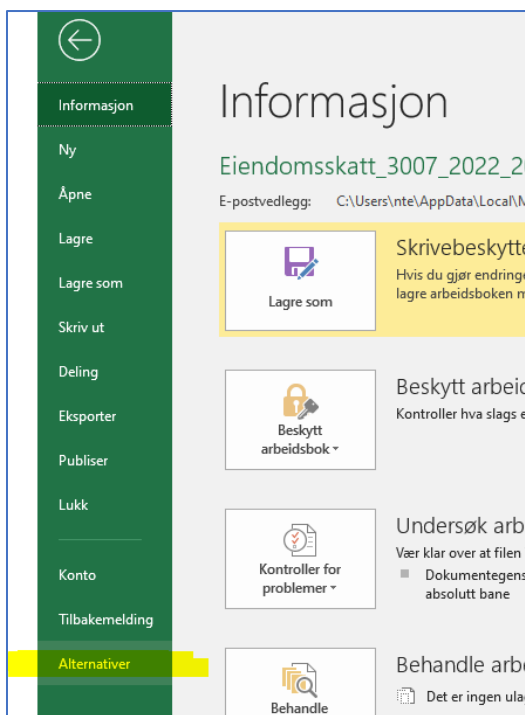 Informasjon
Ny
Åpne
Lagre
Lagre som
Skriv ut
Deling
Eksporter
Publiser
Lukk
Konto
Tilbakemelding
Alternativer
Informasjon
Eiendomsskatt_3007_2022_2
E-postvedlegg: C:\Users\nte\AppData\Local\
Lagre som
Skrivebeskytte
Hvis du gjør endringe
lagre arbeidsboken
Beskytt
arbeidsbok
Beskytt arbeid
Kontroller hva slags
Kontroller for
problemer
Undersøk arb
Vær klar over at filen
Dokumentegens
absolutt bane
Behandle
Behandle arbe
Det er ingen ula